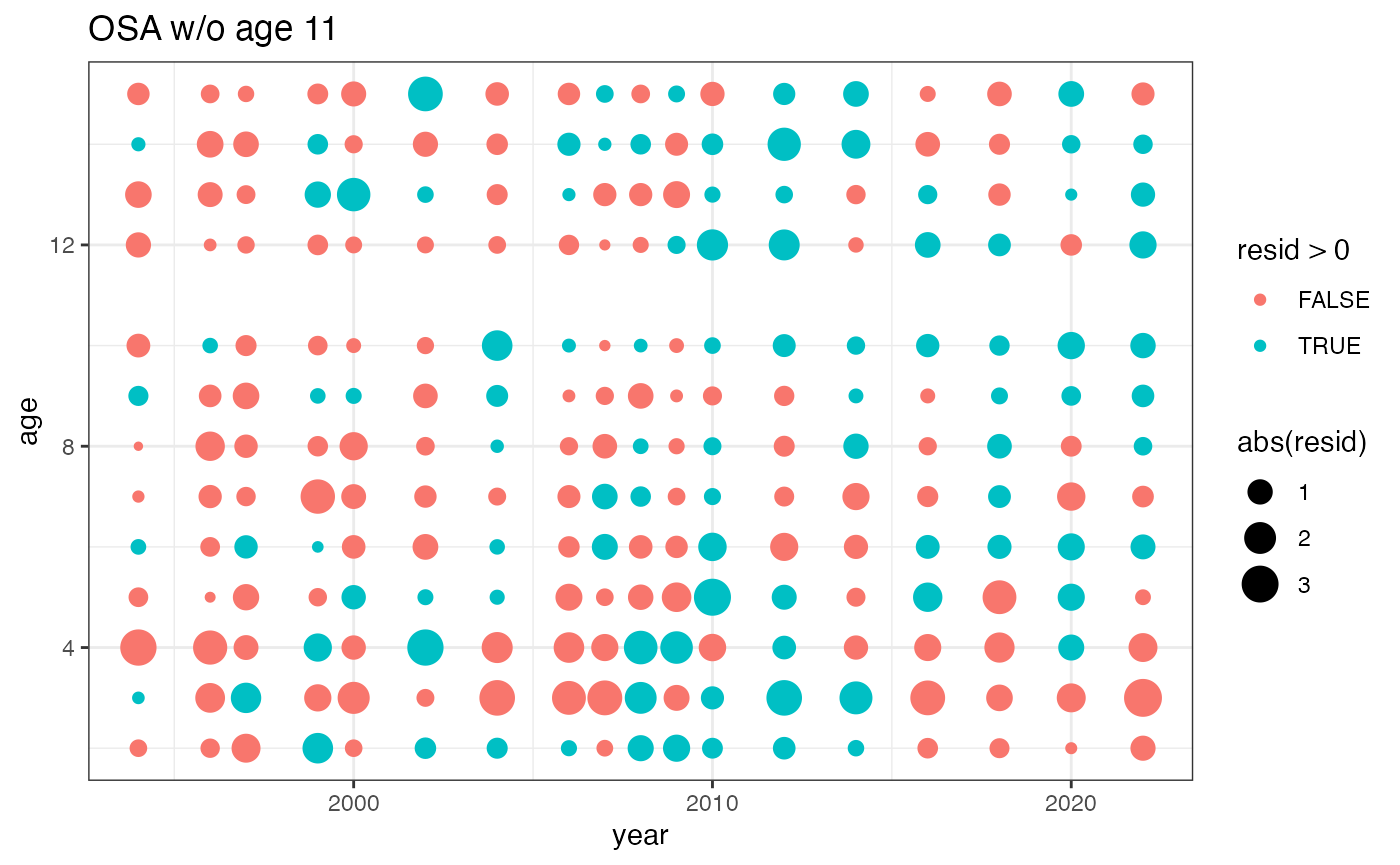 OSA w/o age 11
12
8
4
age
2000
2010
2020
year
resid > 0
FALSE
TRUE
abs(resid)
1
2
3